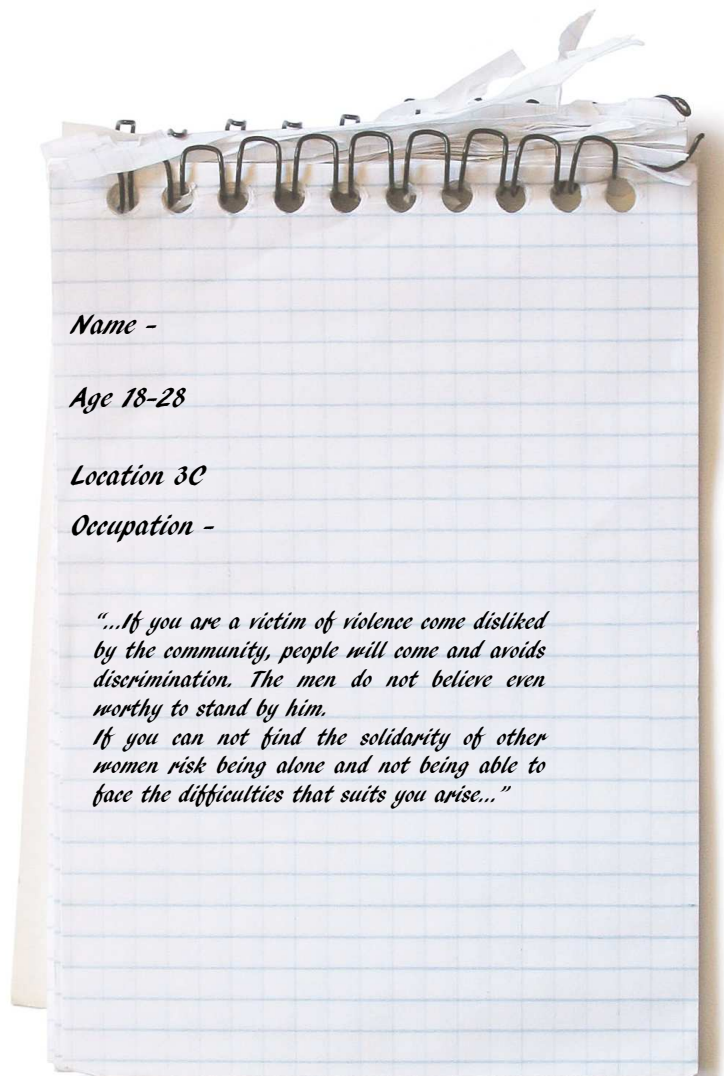 Name -
Age 18-28
Location 3C
Occupation -
“...If you are a victim of violence come disliked
by the community, people will come and avoids
discrimination. The men do not believe even
worthy to stand by him.
If you can not find the solidarity of other
women risk being alone and not being able to
face the difficulties that suits you arise...”